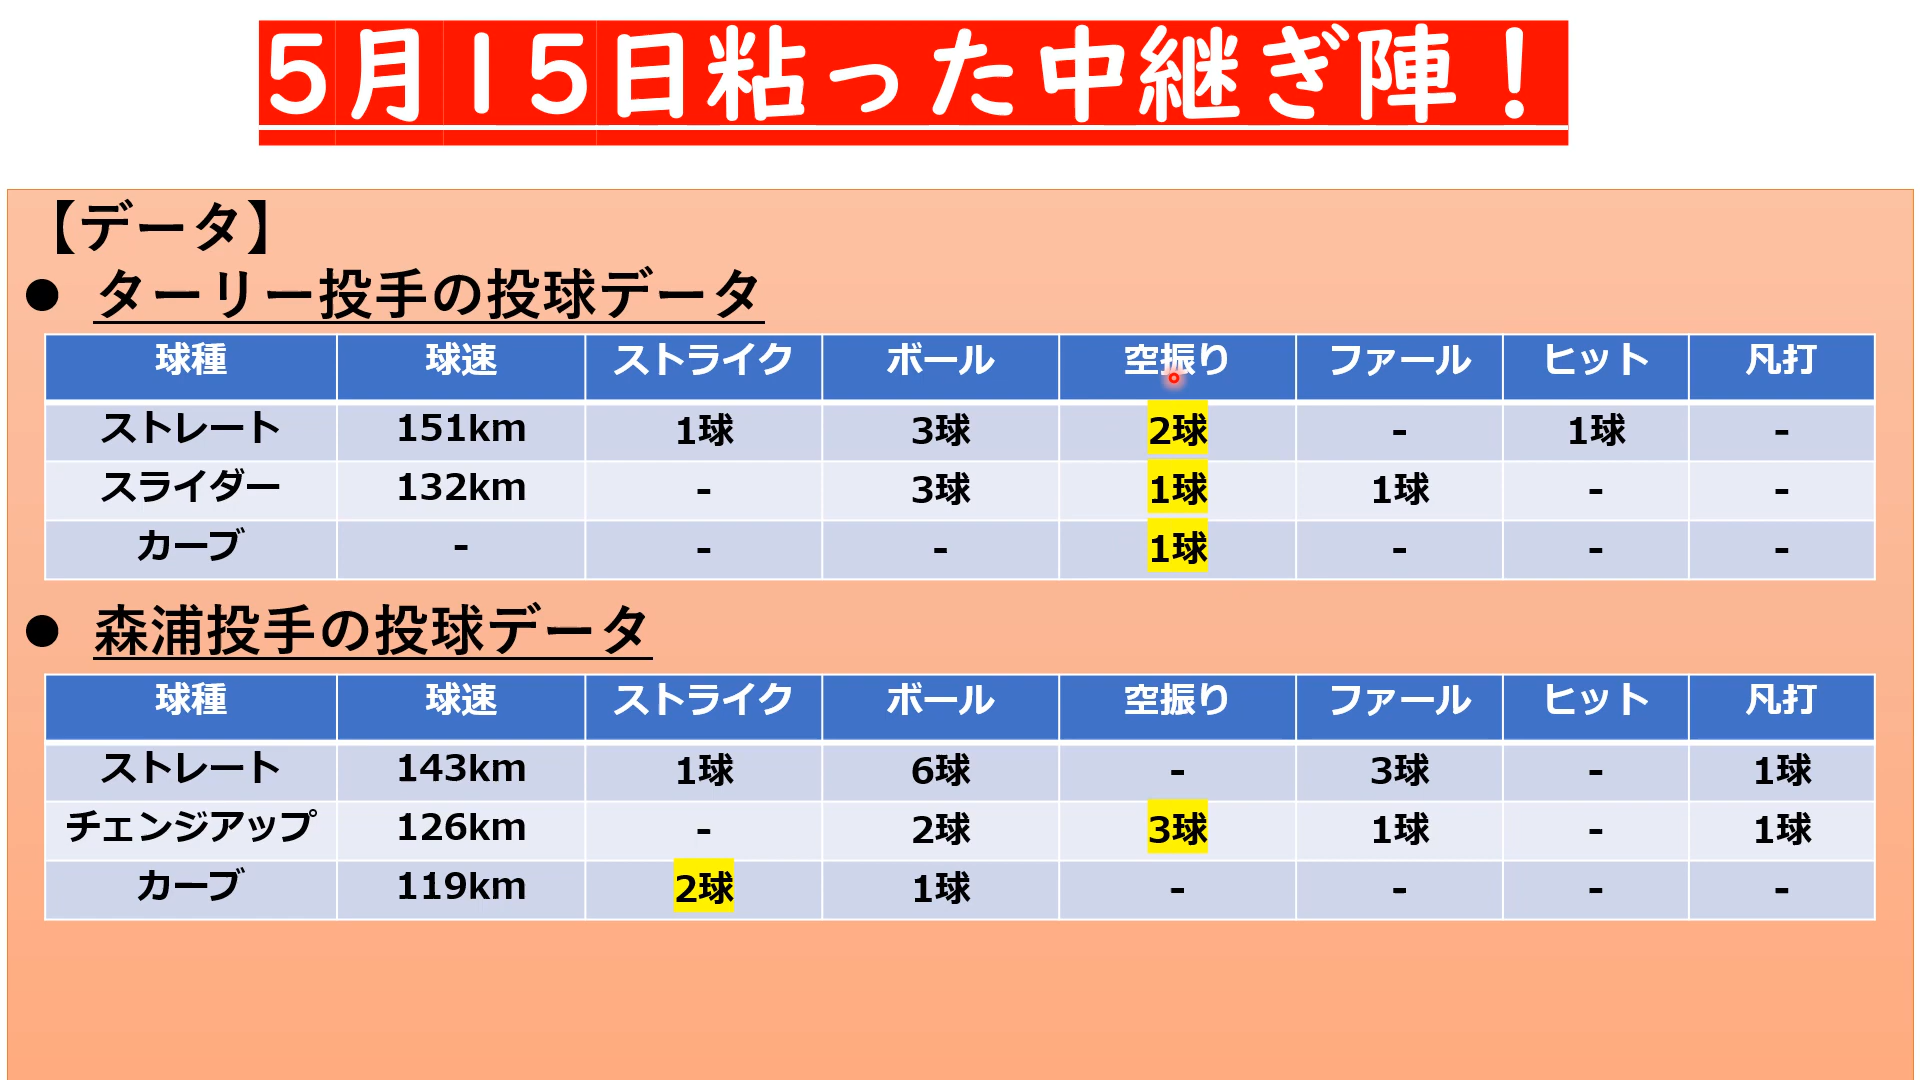 5月15日粘った中継ぎ陣！
【データ】
● ターリー投手の投球データ
球種 球速 ストライク ボール 空振り ファール ヒット 凡打
ストレート 151km 1球 3球 2球 - 1球 -
スライダー 132km - 3球 1球 1球 - -
カーブ - - - 1球 - - -
● 森浦投手の投球データ
球種 球速 ストライク ボール 空振り ファール ヒット 凡打
ストレート 143km 1球 6球 - 3球 - 1球
チェンジアップ 126km - 2球 3球 1球 - 1球
カーブ 119km 2球 1球 - - - -